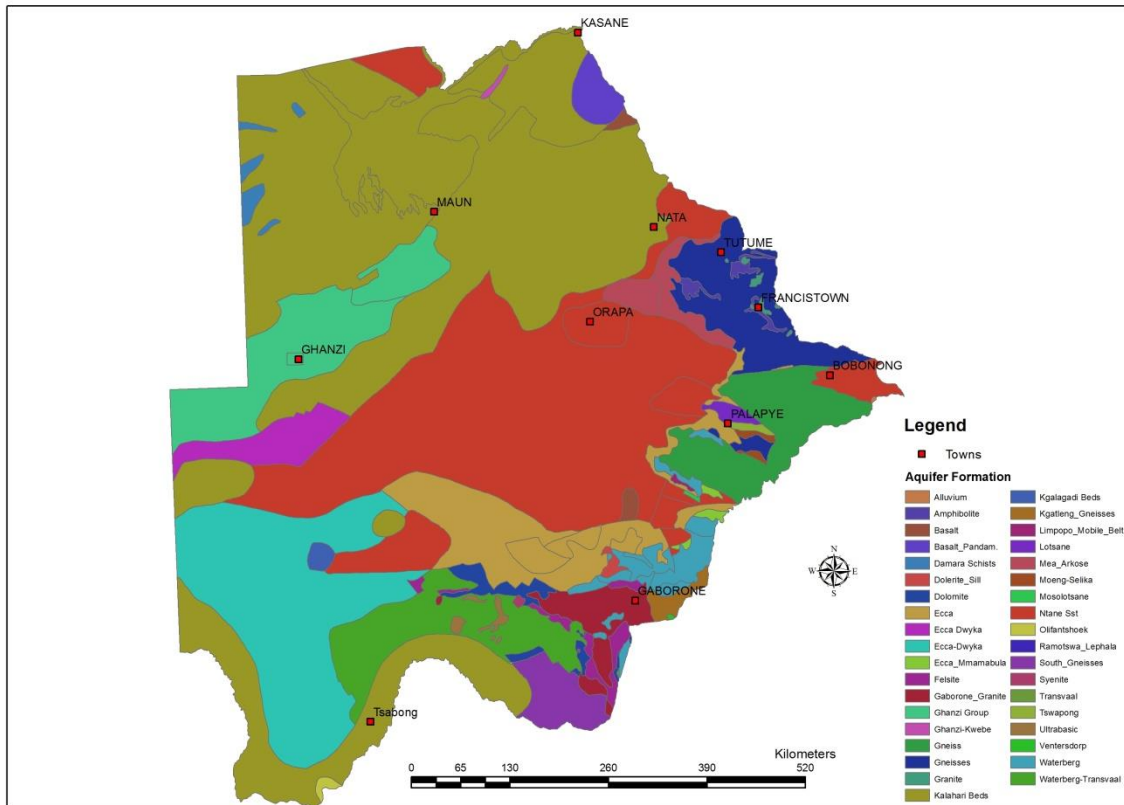 KASANE
MAUN
NATA
TUTUME
FRANCISTOWN
ORAPA
GHANZI
BOBONONG
PALAPYE
GABORONE
Tsabong
N
W E
S
Kilometers
0 65 130 260 390 520
Legend
Towns
Aquifer Formation
Alluvium
Amphibolite
Basalt
Basalt_Pandam.
Damara Schists
Dolerite_Sill
Dolomite
Ecca
Ecca Dwyka
Ecca-Dwyka
Ecca_Mmamabula
Felsite
Gaborone_Granite
Ghanzi Group
Ghanzi-Kwebe
Gneiss
Gneisses
Granite
Kalahari Beds
Kgalagadi Beds
Kgatleng_Gneisses
Limpopo_Mobile_Belt
Lotsane
Mea_Arkose
Moeng-Selika
Mosolotsane
Ntane Sst
Olifantshoek
Ramotswa_Lephala
South_Gneisses
Syenite
Transvaal
Tswapong
Ultrabasic
Ventersdorp
Waterberg
Waterberg-Transvaal